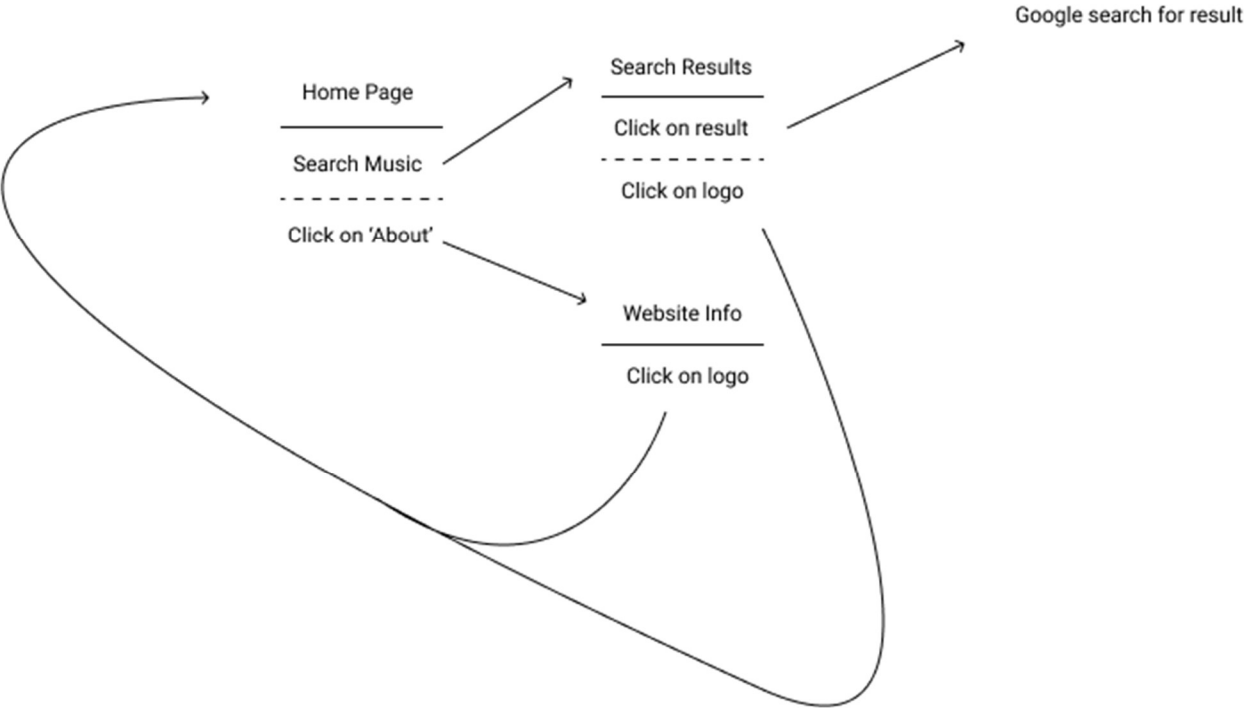 Google search for result
Home Page
Search Music
Click on ‘About’
Search Results
Click on result
Click on logo
Website Info
Click on logo